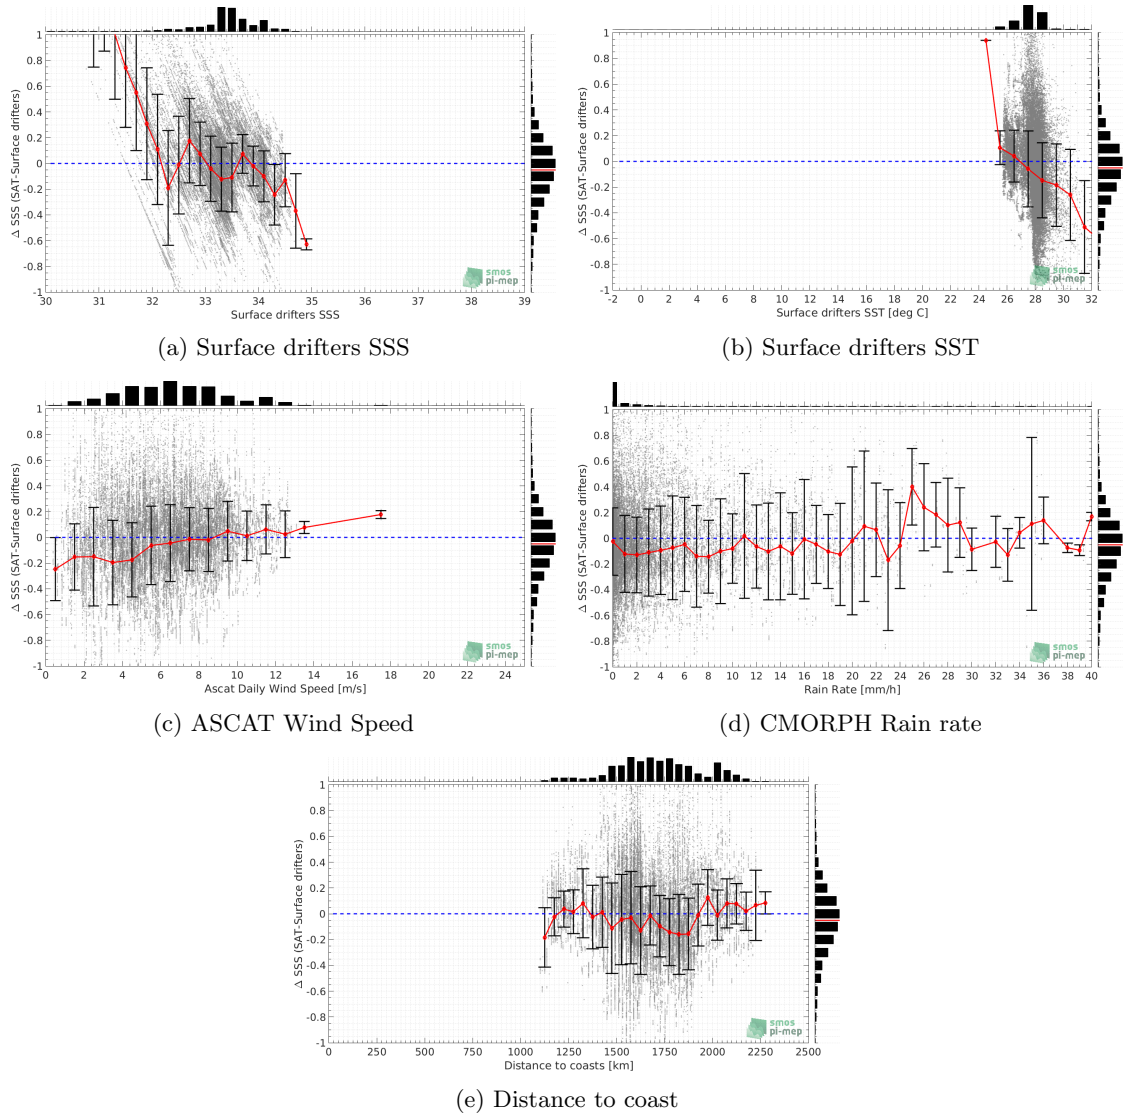 1
0.8
0.6
0.4
0.2
0
-0.2
-0.4
-0.6
-0.8
-1
Δ SSS (SAT-Surface drifters)
smos
pi-mep
30 31 32 33 34 35 36 37 38 39
Surface drifters SSS
(a) Surface drifters SSS
1
0.8
0.6
0.4
0.2
0
-0.2
-0.4
-0.6
-0.8
-1
Δ SSS (SAT-Surface drifters)
smos
pi-mep
-2 0 2 4 6 8 10 12 14 16 18 20 22 24 26 28 30 32
Surface drifters SST [deg C]
(b) Surface drifters SST
1
0.8
0.6
0.4
0.2
0
-0.2
-0.4
-0.6
-0.8
-1
Δ SSS (SAT-Surface drifters)
smos
pi-mep
0 2 4 6 8 10 12 14 16 18 20 22 24
Ascat Daily Wind Speed [m/s]
(c) ASCAT Wind Speed
1
0.8
0.6
0.4
0.2
0
-0.2
-0.4
-0.6
-0.8
-1
Δ SSS (SAT-Surface drifters)
smos
pi-mep
0 2 4 6 8 10 12 14 16 18 20 22 24 26 28 30 32 34 36 38 40
Rain Rate [mm/h]
(d) CMORPH Rain rate
1
0.8
0.6
0.4
0.2
0
-0.2
-0.4
-0.6
-0.8
-1
Δ SSS (SAT-Surface drifters)
smos
pi-mep
0 250 500 750 1000 1250 1500 1750 2000 2250 2500
Distance to coasts [km]
(e) Distance to coast